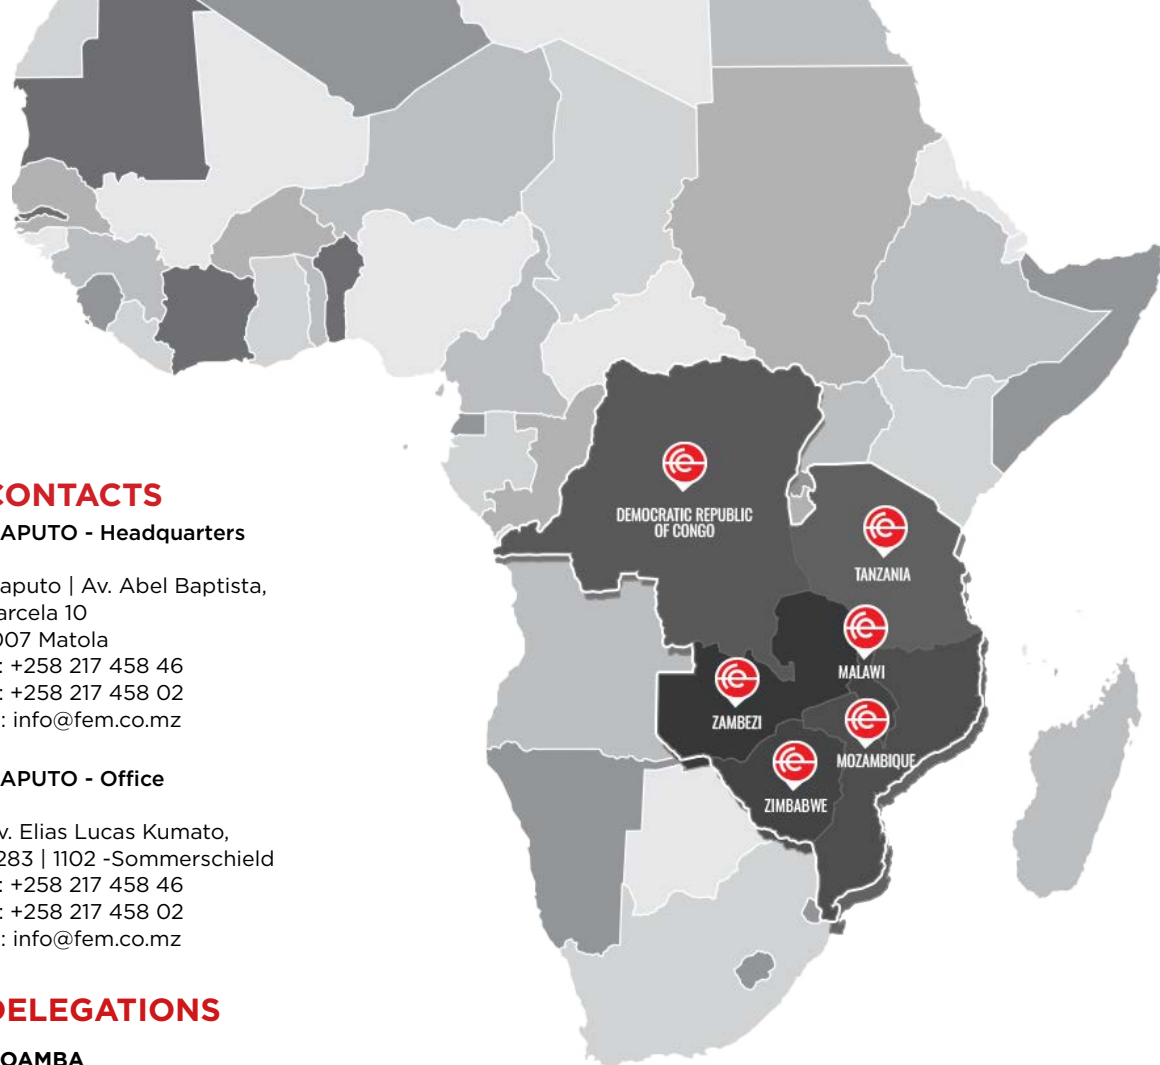 CONTACTS
APUTO - Headquarters
aputo | Av. Abel Baptista,
arcela 10
007 Matola
: +258 217 458 46
: +258 217 458 02
: info@fem.co.mz
APUTO - Office
v. Elias Lucas Kumato,
283 | 1102 -Sommerschield
: +258 217 458 46
: +258 217 458 02
: info@fem.co.mz
DELEGATIONS
OAMBA
DEMOCRATIC REPUBLIC
OF CONGO
TANZANIA
MALAWI
ZAMBEZI
MOZAMBIQUE
ZIMBABWE